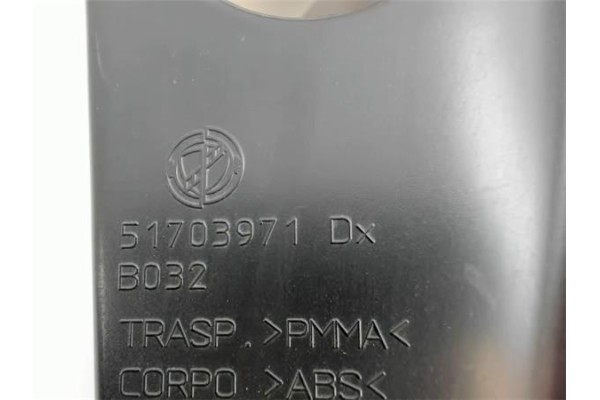 51703971 Dx
B032
TRASP. >PMMA<
CORPO >ABS<